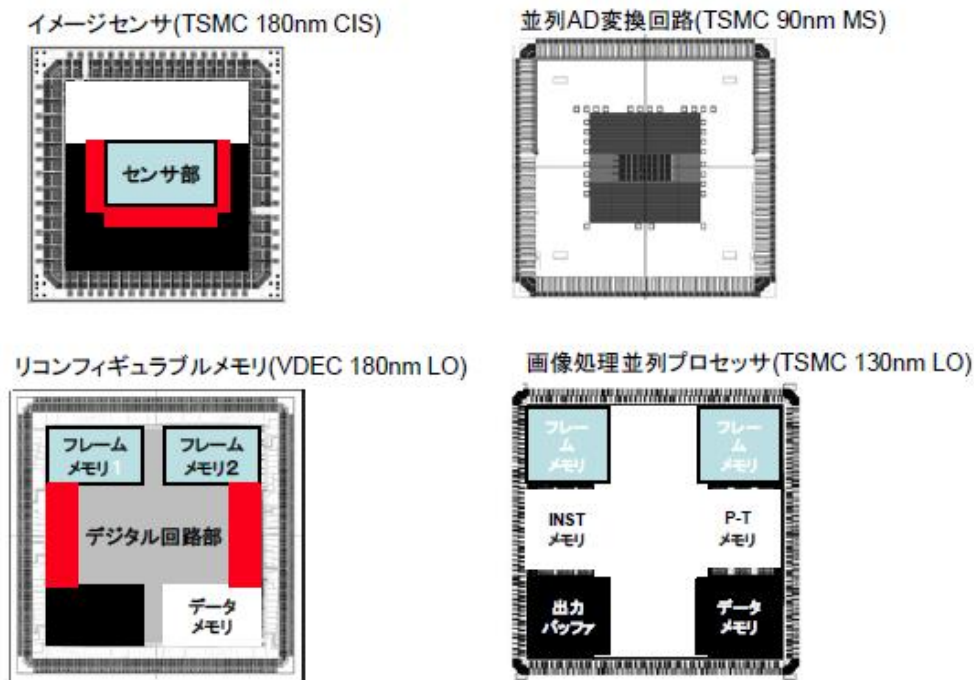 イメージセンサ(TSMC 180nm CIS)
センサ部
並列AD変換回路(TSMC 90nm MS)
リコンフィギュラブルメモリ(VDEC 180nm LO)
フレーム
メモリ1
フレーム
メモリ2
デジタル回路部
データ
メモリ
画像処理並列プロセッサ(TSMC 130nm LO)
フレー
ム
メモリ
フレー
ム
メモリ
INST
メモリ
P-T
メモリ
出力
バッファ
データ
メモリ